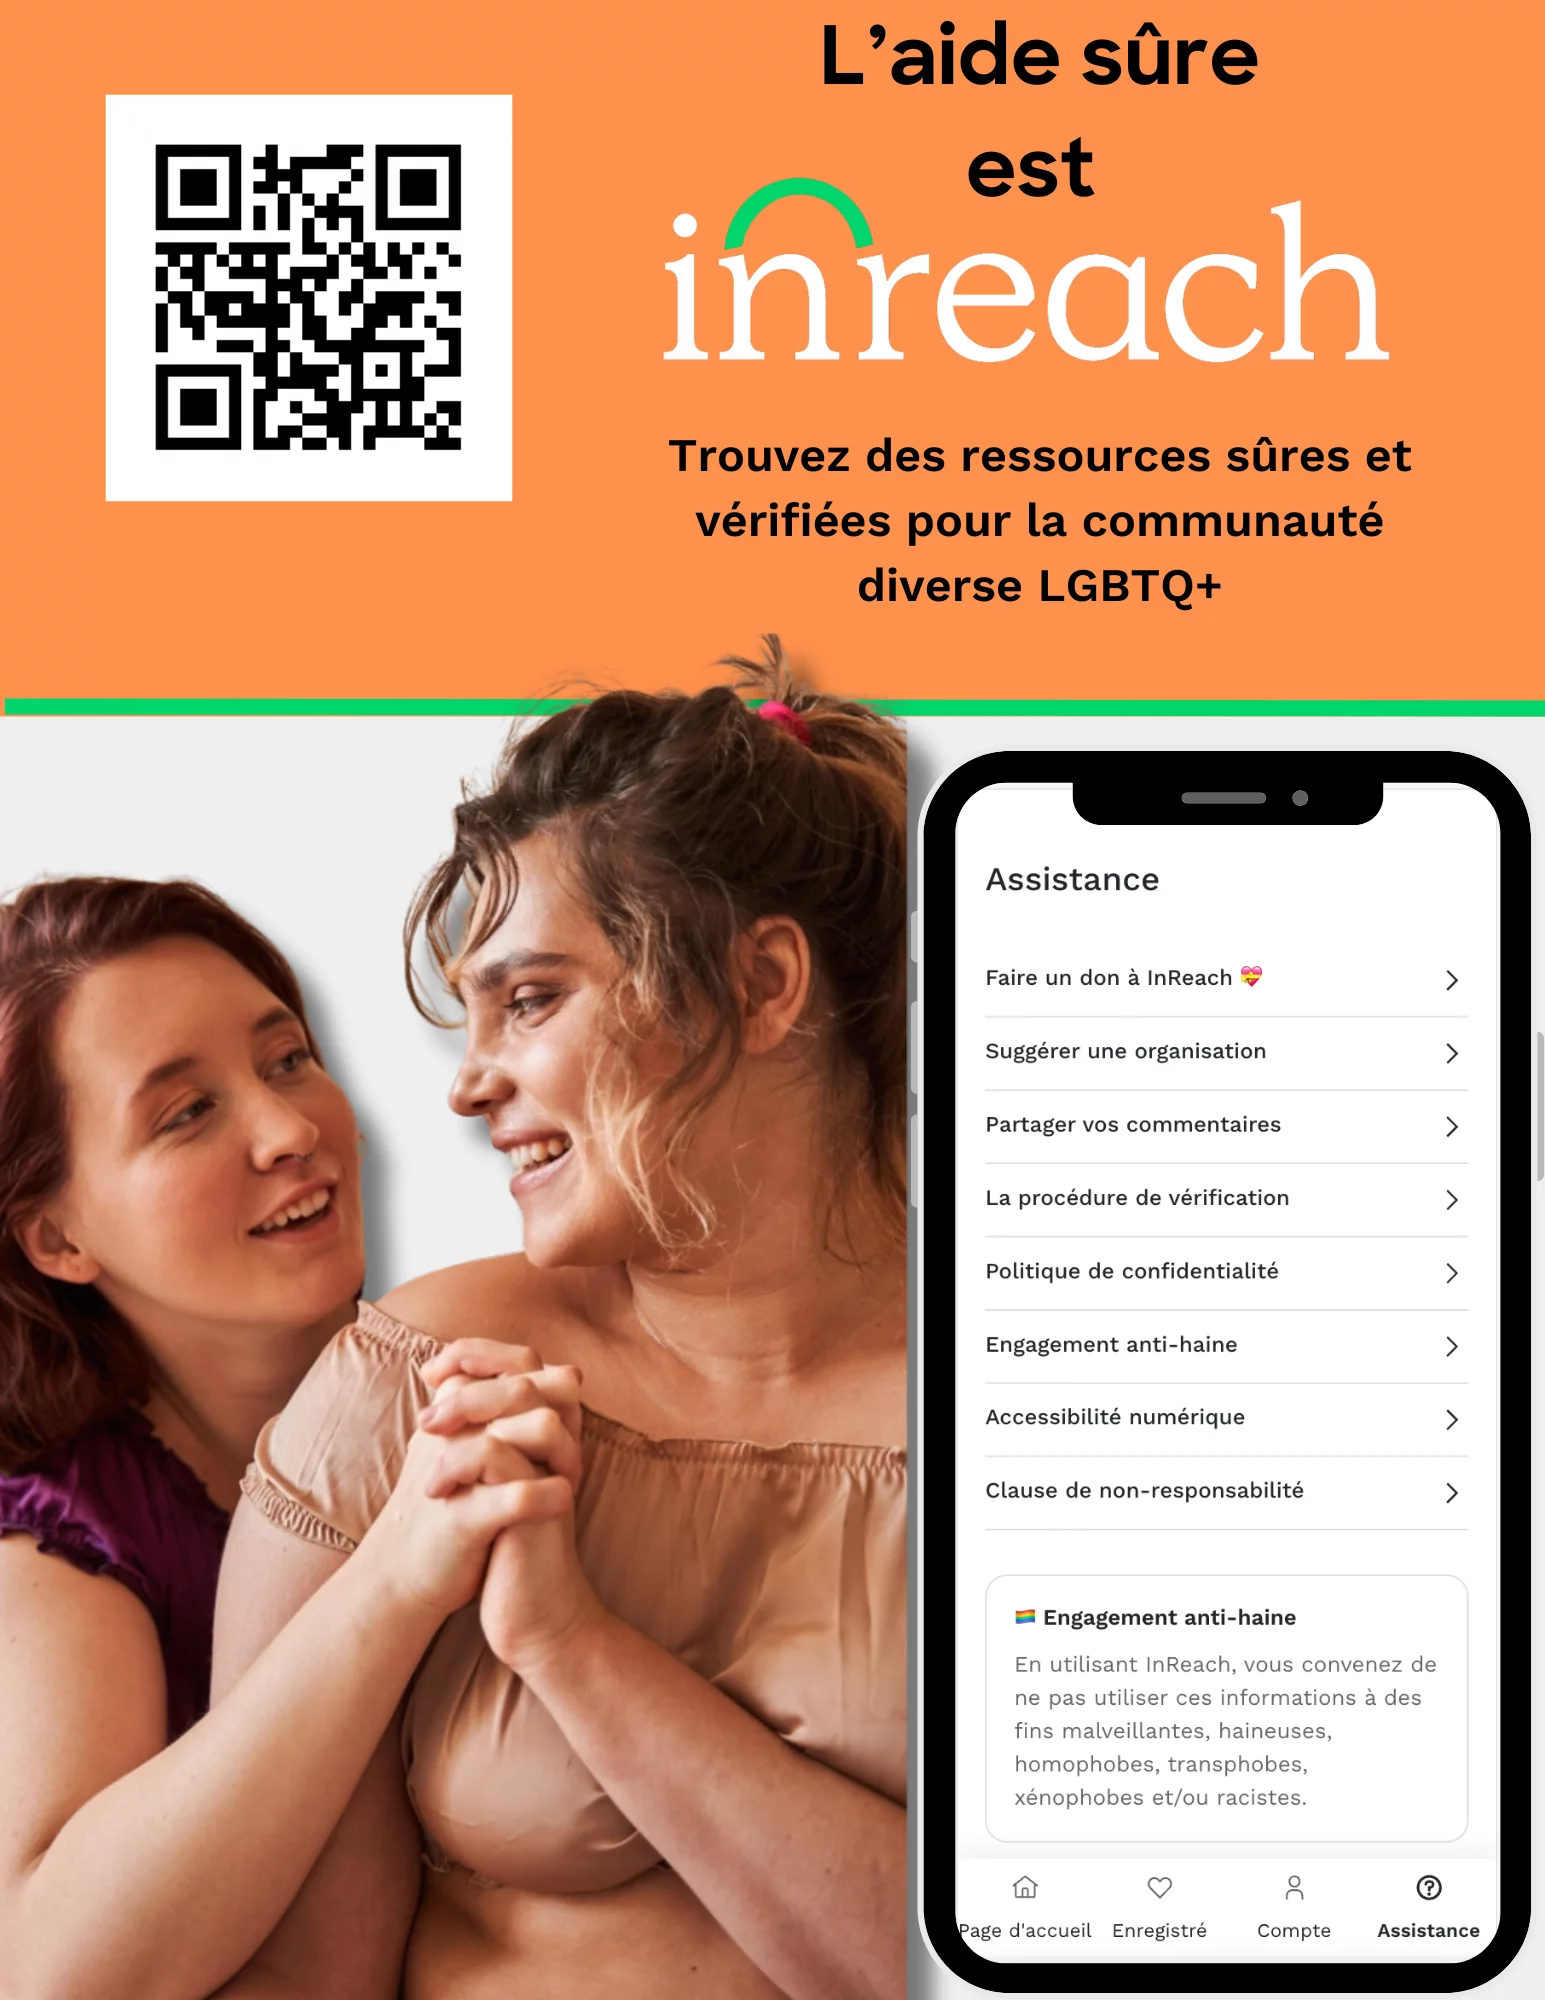 L’aide sûre
est
inreach
Trouvez des ressources sûres et
vérifiées pour la communauté
diverse LGBTQ+
Assistance
Faire un don à InReach 💝
Suggérer une organisation
Partager vos commentaires
La procédure de vérification
Politique de confidentialité
Engagement anti-haine
Accessibilité numérique
Clause de non-responsabilité
🏳️‍🌈 Engagement anti-haine
En utilisant InReach, vous convenez de
ne pas utiliser ces informations à des
fins malveillantes, haineuses,
homophobes, transphobes,
xénophobes et/ou racistes.
Page d'accueil Enregistré Compte Assistance